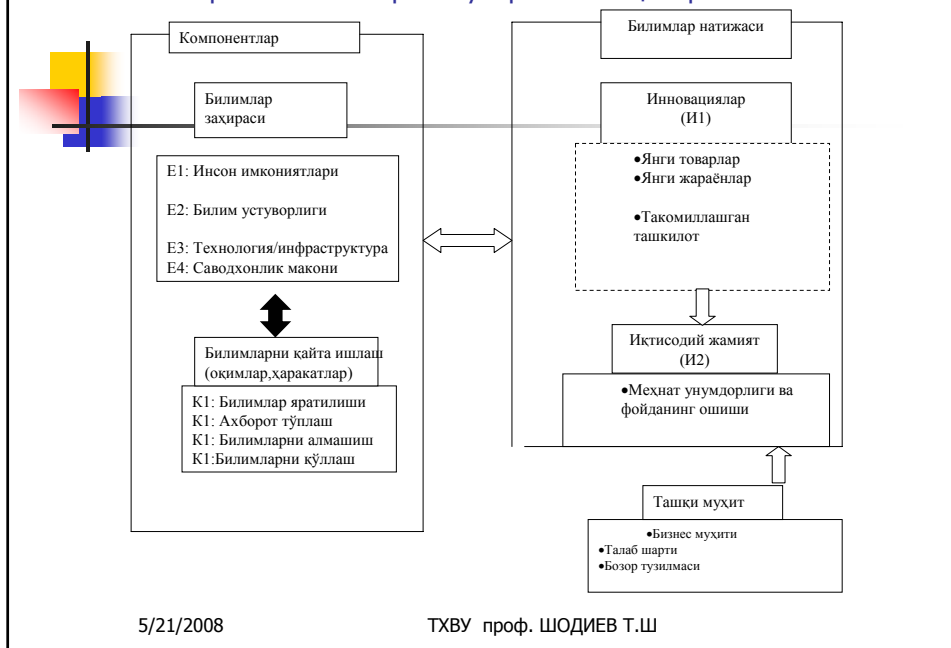 Компонентлар
Билимлар
заҳираси
Е1: Инсон имкониятлари
Е2: Билим устуворлиги
Е3: Технология/инфраструктура
Е4: Саводхонлик макони
Билимларни қайта ишлаш
(оқимлар,ҳаракатлар)
К1: Билимлар яратилиши
К1: Ахборот тўплаш
К1: Билимларни алмашиш
К1:Билимларни қўллаш
Билимлар натижаси
Инновациялар
(И1)
•Янги товарлар
•Янги жараёнлар
•Такомиллашган
ташкилот
Иқтисодий жамият
(И2)
•Меҳнат унумдорлиги ва
фойданинг ошиши
Ташқи муҳит
•Бизнес муҳити
•Талаб шарти
•Бозор тузилмаси
5/21/2008
ТХВУ проф. ШОДИЕВ Т.Ш